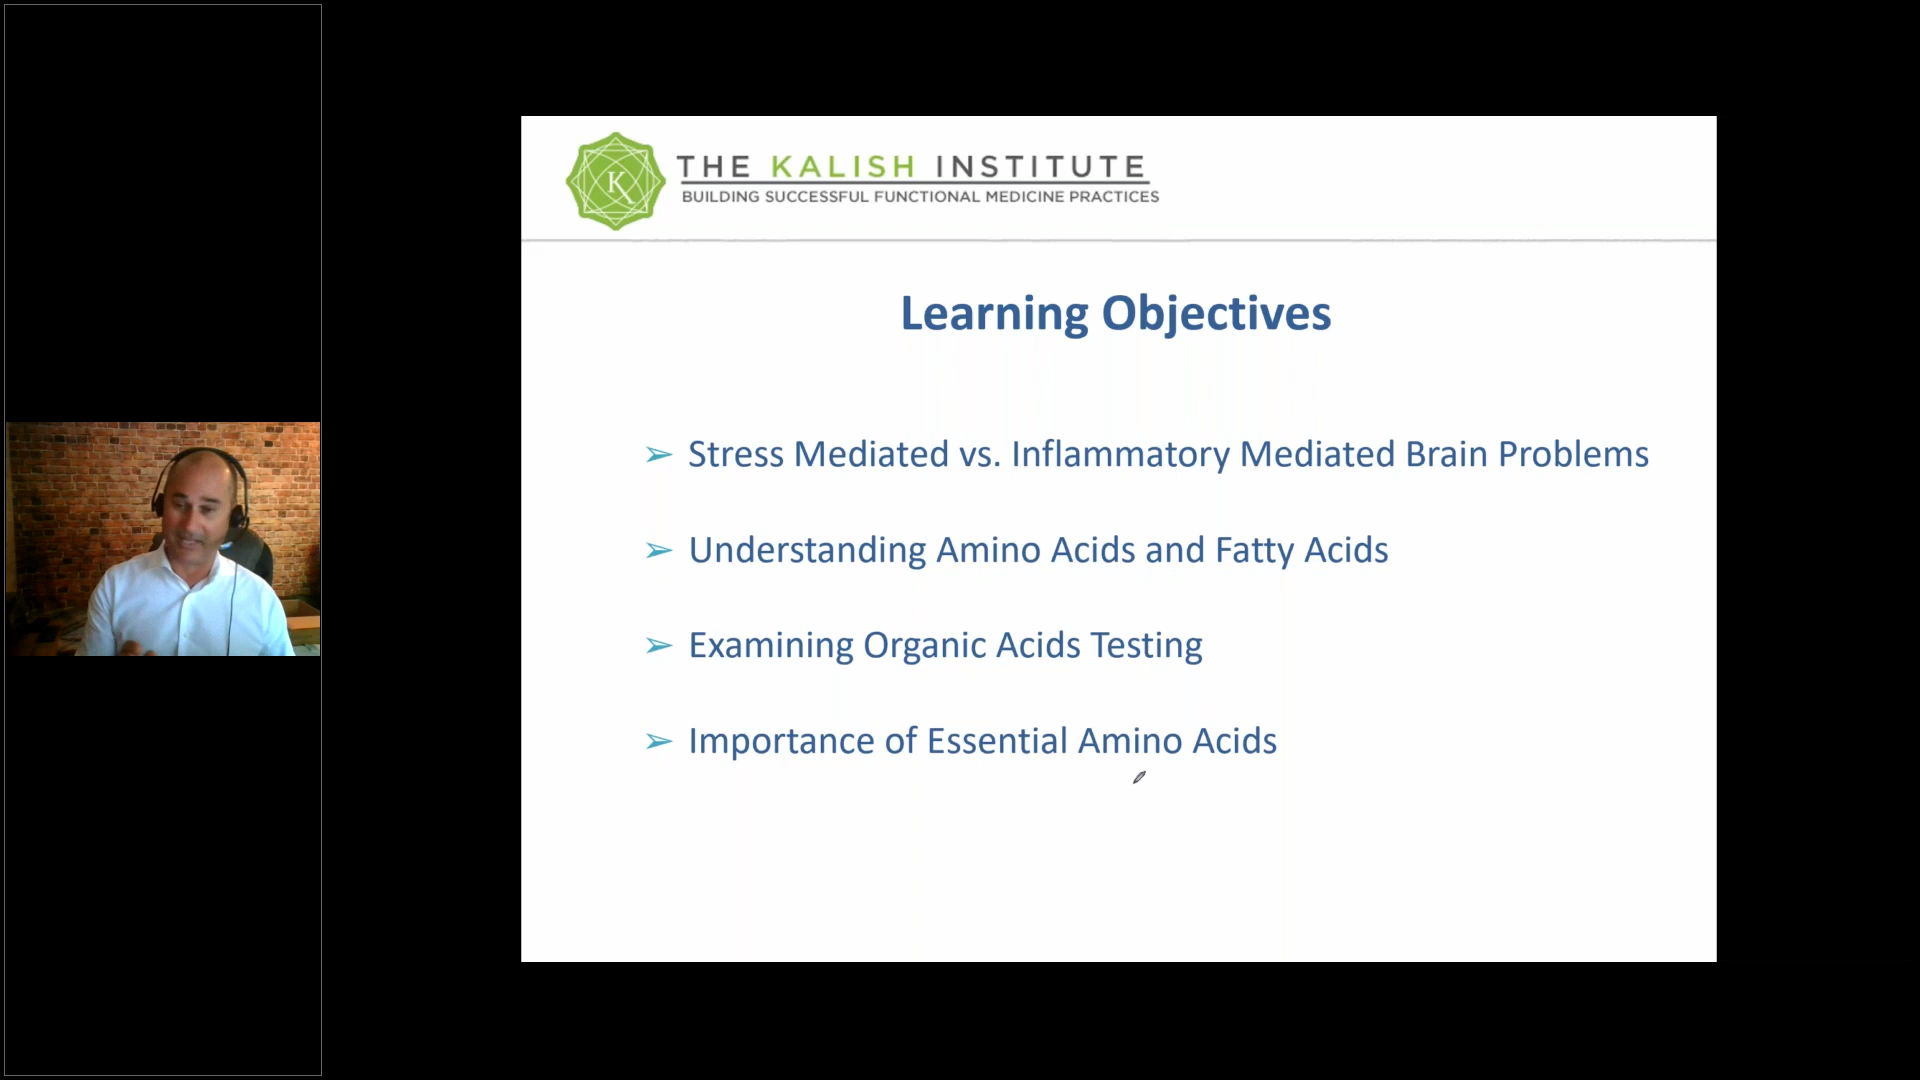 K
THE KALISH INSTITUTE
BUILDING SUCCESSFUL FUNCTIONAL MEDICINE PRACTICES
Learning Objectives
➢ Stress Mediated vs. Inflammatory Mediated Brain Problems
➢ Understanding Amino Acids and Fatty Acids
➢ Examining Organic Acids Testing
➢ Importance of Essential Amino Acids